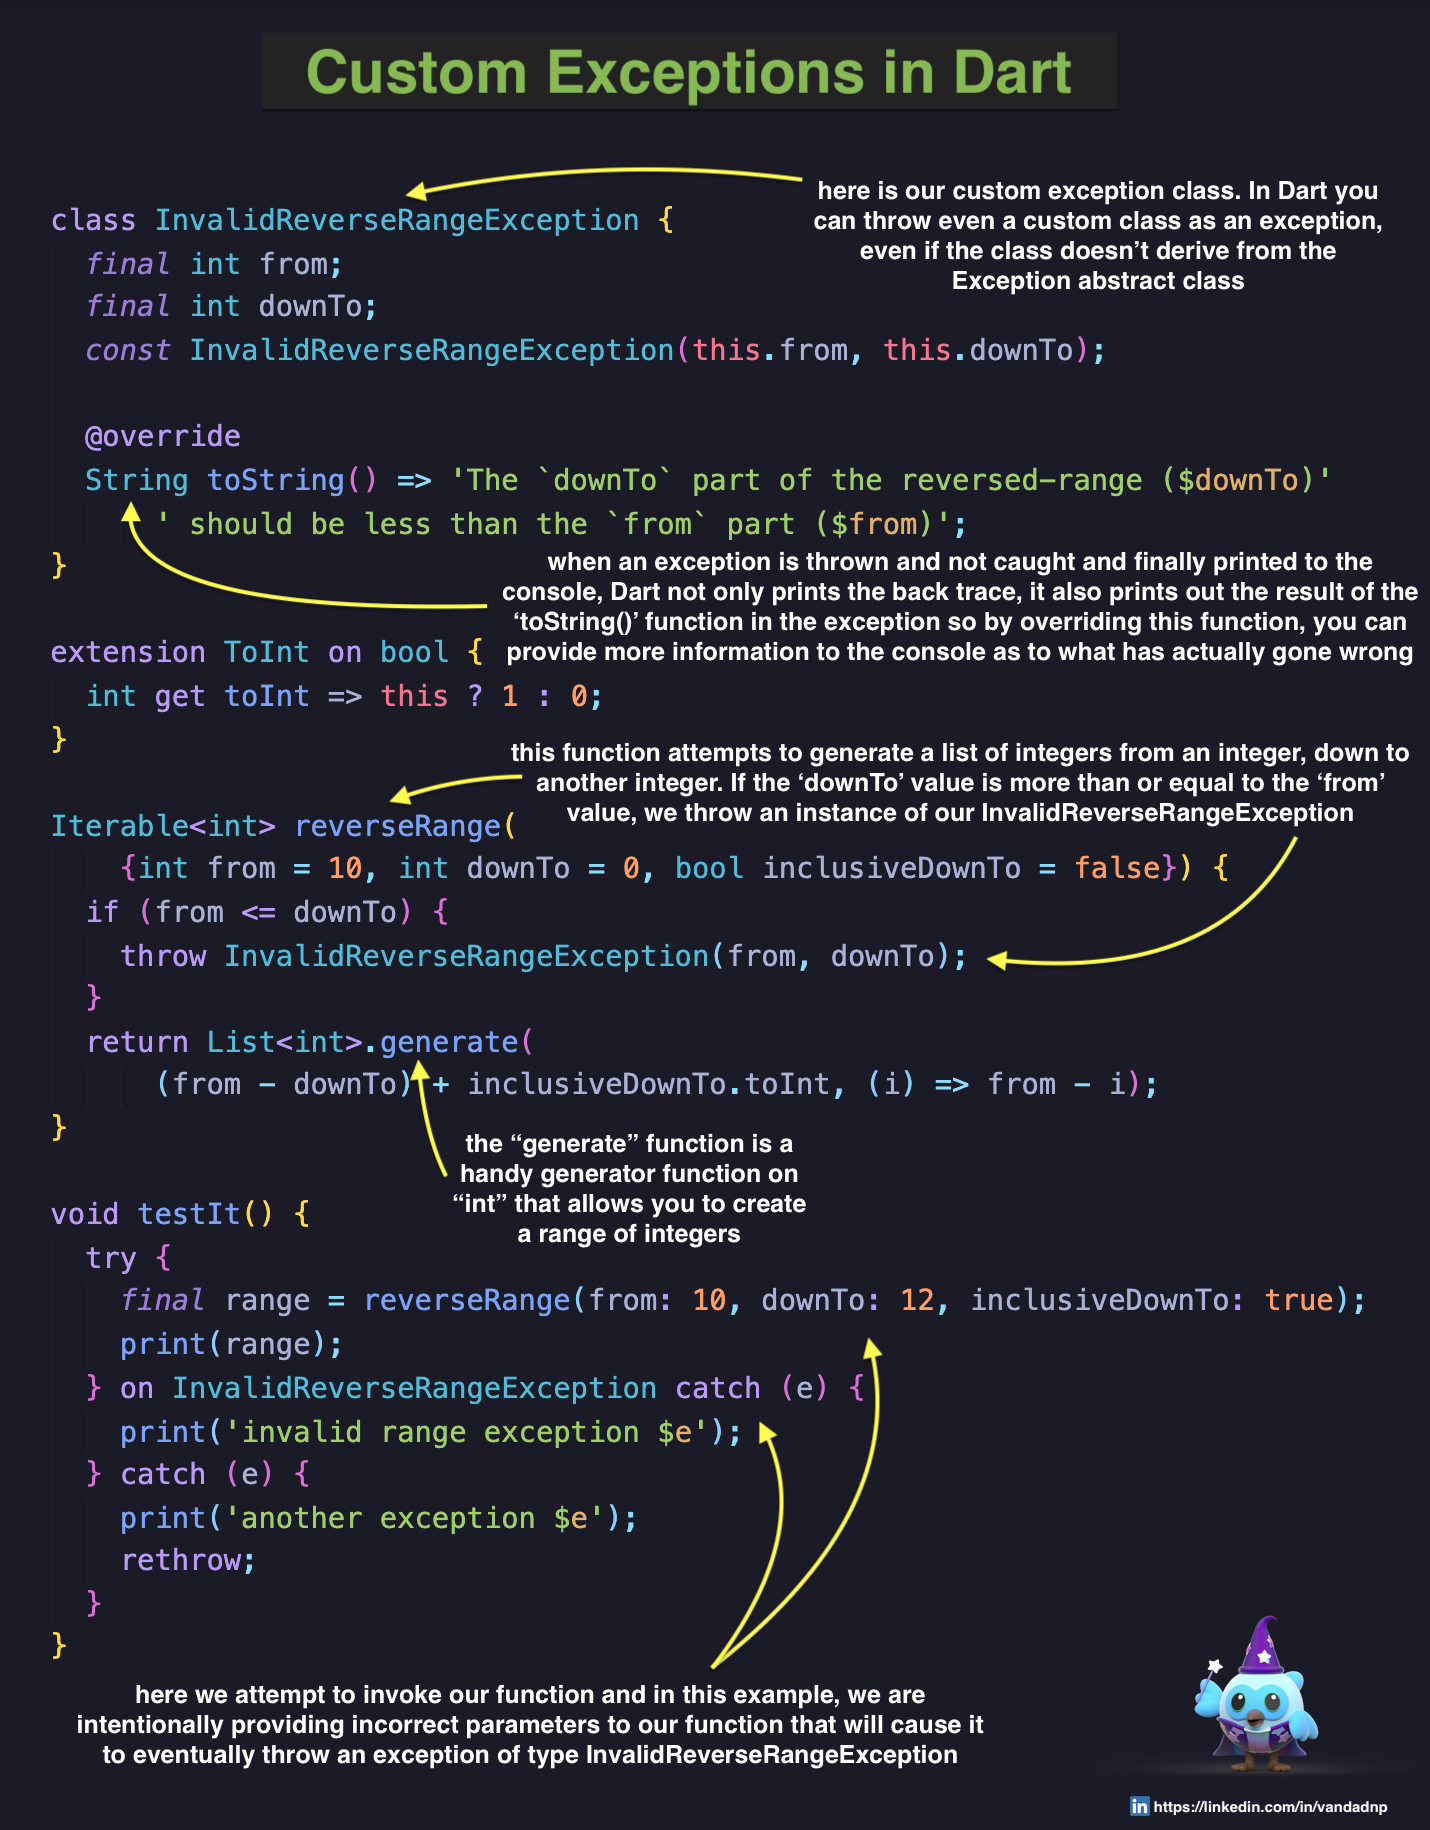 Custom Exceptions in Dart
here is our custom exception class. In Dart you
can throw even a custom class as an exception,
even if the class doesn’t derive from the
Exception abstract class
class InvalidReverseRangeException {
final int from;
final int downTo;
const InvalidReverseRangeException(this.from, this.downTo);
@override
String toString() => 'The `downTo` part of the reversed-range ($downTo)'
' should be less than the `from` part ($from)';
}
when an exception is thrown and not caught and finally printed to the
console, Dart not only prints the back trace, it also prints out the result of the
‘toString()’ function in the exception so by overriding this function, you can
provide more information to the console as to what has actually gone wrong
extension ToInt on bool {
int get toInt => this ? 1 : 0;
}
this function attempts to generate a list of integers from an integer, down to
another integer. If the ‘downTo’ value is more than or equal to the ‘from’
value, we throw an instance of our InvalidReverseRangeException
Iterable<int> reverseRange(
{int from = 10, int downTo = 0, bool inclusiveDownTo = false}) {
if (from <= downTo) {
throw InvalidReverseRangeException(from, downTo);
}
return List<int>.generate(
(from - downTo) + inclusiveDownTo.toInt, (i) => from - i);
}
the “generate” function is a
handy generator function on
“int” that allows you to create
a range of integers
void testIt() {
try {
final range = reverseRange(from: 10, downTo: 12, inclusiveDownTo: true);
print(range);
} on InvalidReverseRangeException catch (e) {
print('invalid range exception $e');
} catch (e) {
print('another exception $e');
rethrow;
}
}
here we attempt to invoke our function and in this example, we are
intentionally providing incorrect parameters to our function that will cause it
to eventually throw an exception of type InvalidReverseRangeException
in https://linkedin.com/in/vandadnp